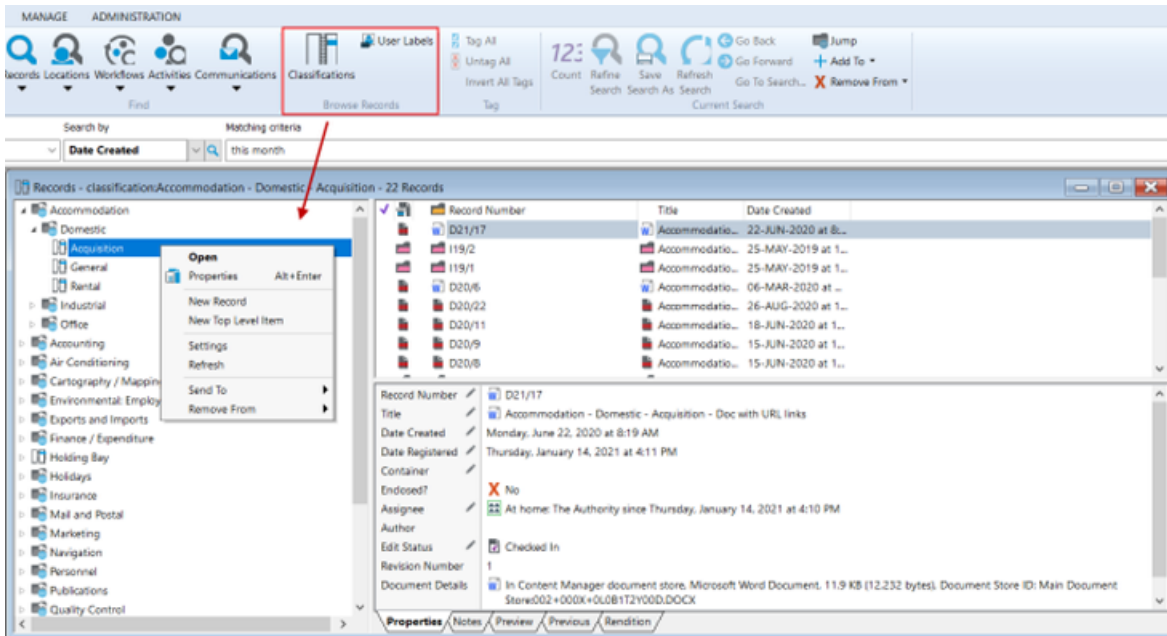 MANAGE ADMINISTRATION
Records Locations Workflows Activities Communications
Find
Classifications
User Labels
Browse Records
Tag All
Untag All
Invert All Tags
Tag
123
Count Refine Search Save Search As Refresh Search
Go Back
Go Forward
Go To Search...
Jump
Add To
Remove From
Current Search
Search by Matching criteria
Date Created this month
Records - classification:Accommodation - Domestic - Acquisition - 22 Records
Accommodation
Domestic
Acquisition
General
Rental
Industrial
Office
Accounting
Air Conditioning
Cartography / Mappin
Environmental: Employ
Exports and Imports
Finance / Expenditure
Holding Bay
Holidays
Insurance
Mail and Postal
Marketing
Navigation
Personnel
Publications
Quality Control
Open
Properties Alt+Enter
New Record
New Top Level Item
Settings
Refresh
Send To
Remove From
Record Number Title Date Created
D21/17 Accommodatio... 22-JUN-2020 at 8:...
I19/2 Accommodatio... 25-MAY-2019 at 1...
I19/1 Accommodatio... 25-MAY-2019 at 1...
D20/6 Accommodatio... 06-MAR-2020 at ...
D20/22 Accommodatio... 26-AUG-2020 at 1...
D20/11 Accommodatio... 18-JUN-2020 at 1...
D20/9 Accommodatio... 15-JUN-2020 at 1...
D20/8 Accommodatio... 15-JUN-2020 at 1...
Record Number D21/17
Title Accommodation - Domestic - Acquisition - Doc with URL links
Date Created Monday, June 22, 2020 at 8:19 AM
Date Registered Thursday, January 14, 2021 at 4:11 PM
Container
Enclosed? No
Assignee At home: The Authority since Thursday, January 14, 2021 at 4:10 PM
Author
Edit Status Checked In
Revision Number 1
Document Details In Content Manager document store, Microsoft Word Document, 11.9 KB (12,232 bytes), Document Store ID: Main Document
Store:002+000X+0L0B1T2Y00D.DOCX
Properties Notes Preview Previous Rendition